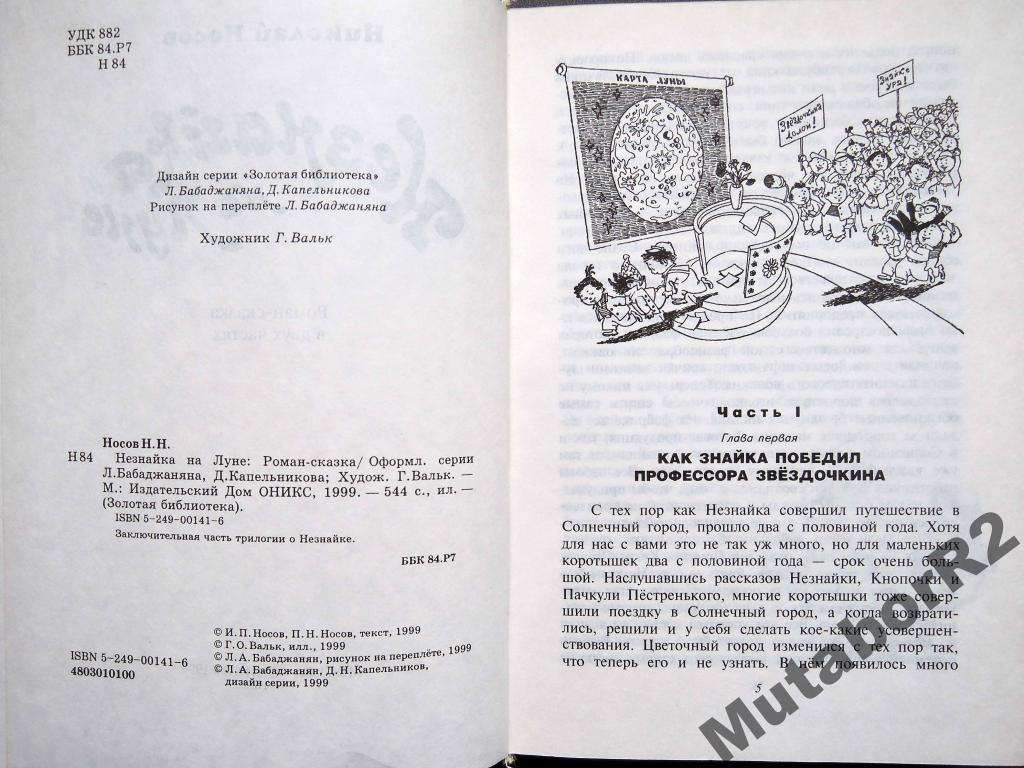 УДК 882
ББК 84.Р7
Н 84
Дизайн серии «Золотая библиотека»
Л. Бабаджаняна, Д. Капельникова
Рисунок на переплёте Л. Бабаджаняна
Художник Г. Вальк
Носов Н.Н.
Н 84 Незнайка на Луне: Роман-сказка/ Оформл. серии
Л.Бабаджаняна, Д.Капельникова; Худож. Г.Вальк. —
М.: Издательский Дом ОНИКС, 1999. — 544 с., ил.—
(Золотая библиотека).
ISBN 5-249-00141-6
Заключительная часть трилогии о Незнайке.
ББК 84.Р7
© И.П. Носов, П.Н. Носов, текст, 1999
© Г.О. Вальк, илл., 1999
© Л.А. Бабаджанян, рисунок на переплёте, 1999
© Л.А. Бабаджанян, Д.Н. Капельников,
дизайн серии, 1999
ISBN 5-249-00141-6
4803010100
КАРТА ЛУНЫ
Звёздочкина
долой!
Знайке
ура!
Часть I
Глава первая
КАК ЗНАЙКА ПОБЕДИЛ
ПРОФЕССОРА ЗВЁЗДОЧКИНА
С тех пор как Незнайка совершил путешествие в
Солнечный город, прошло два с половиной года. Хотя
для нас с вами это не так уж много, но для маленьких
коротышек два с половиной года — срок очень боль-
шой. Наслушавшись рассказов Незнайки, Кнопочки и
Пачкули Пёстренького, многие коротышки тоже совер-
шили поездку в Солнечный город, а когда возврати-
лись, решили и у себя сделать кое-какие усовершен-
ствования. Цветочный город изменился с тех пор так,
что теперь его и не узнать. В нём появилось много
5
MutaborR2